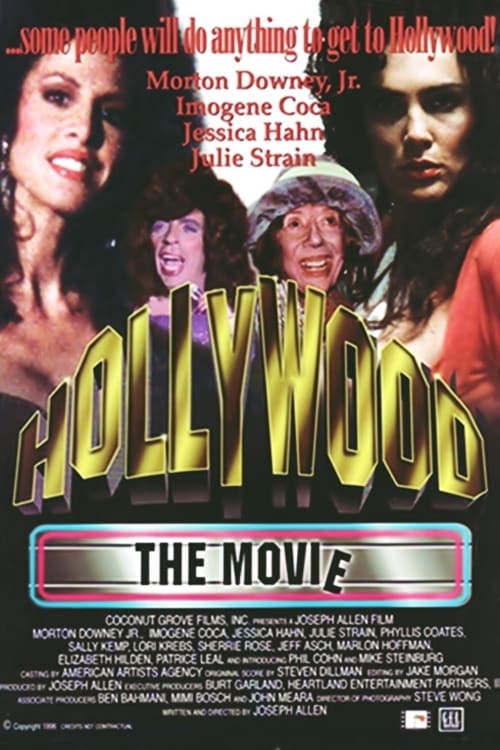 ...some people will do anything to get to Hollywood!
Morton Downey, Jr.
Imogene Coca
Jessica Hahn
Julie Strain
HOLLYWOOD
THE MOVIE
COCONUT GROVE FILMS, INC. PRESENTS A JOSEPH ALLEN FILM
MORTON DOWNEY JR., IMOGENE COCA, JESSICA HAHN, JULIE STRAIN, PHYLLIS COATES,
SALLY KEMP, LORI KREBS, SHERRIE ROSE, JEFF ASCH, MARLON HOFFMAN,
ELIZABETH HILDEN, PATRICE LEAL AND INTRODUCING PHIL COHN AND MIKE STEINBURG
CASTING BY AMERICAN ARTISTS AGENCY ORIGINAL SCORE BY STEVEN DILLMAN EDITING BY JAKE MORGAN
PRODUCED BY JOSEPH ALLEN EXECUTIVE PRODUCERS BURT GARLAND, HEARTLAND ENTERTAINMENT PARTNERS,
ASSOCIATE PRODUCERS BEN BAHMANI, MIMI BOSCH AND JOHN MEARA DIRECTOR OF PHOTOGRAPHY STEVE WONG
WRITTEN AND DIRECTED BY JOSEPH ALLEN
© Copyright 1996 CREDITS NOT CONTRACTUAL